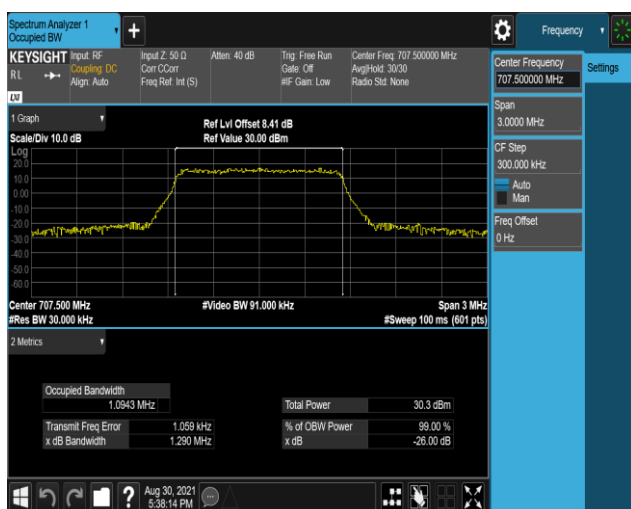 Spectrum Analyzer 1
Occupied BW
+
Frequency
KEYSIGHT
RL
LXI
Input: RF
Coupling: DC
Align: Auto
Input Z: 50 Ω
Corr CCorr
Freq Ref: Int (S)
Atten: 40 dB
Trig: Free Run
Gate: Off
#IF Gain: Low
Center Freq: 707.500000 MHz
Avg|Hold: 30/30
Radio Std: None
Center Frequency
707.500000 MHz
Settings
Span
3.0000 MHz
CF Step
300.000 kHz
Auto
Man
Freq Offset
0 Hz
1 Graph
Scale/Div 10.0 dB
Ref Lvl Offset 8.41 dB
Ref Value 30.00 dBm
Log
20.0
10.0
0.00
-10.0
-20.0
-30.0
-40.0
-50.0
-60.0
Center 707.500 MHz
#Video BW 91.000 kHz
Span 3 MHz
#Res BW 30.000 kHz
#Sweep 100 ms (601 pts)
2 Metrics
Occupied Bandwidth
1.0943 MHz
Total Power 30.3 dBm
Transmit Freq Error 1.059 kHz
% of OBW Power 99.00 %
x dB Bandwidth 1.290 MHz
x dB -26.00 dB
?
Aug 30, 2021
5:38:14 PM